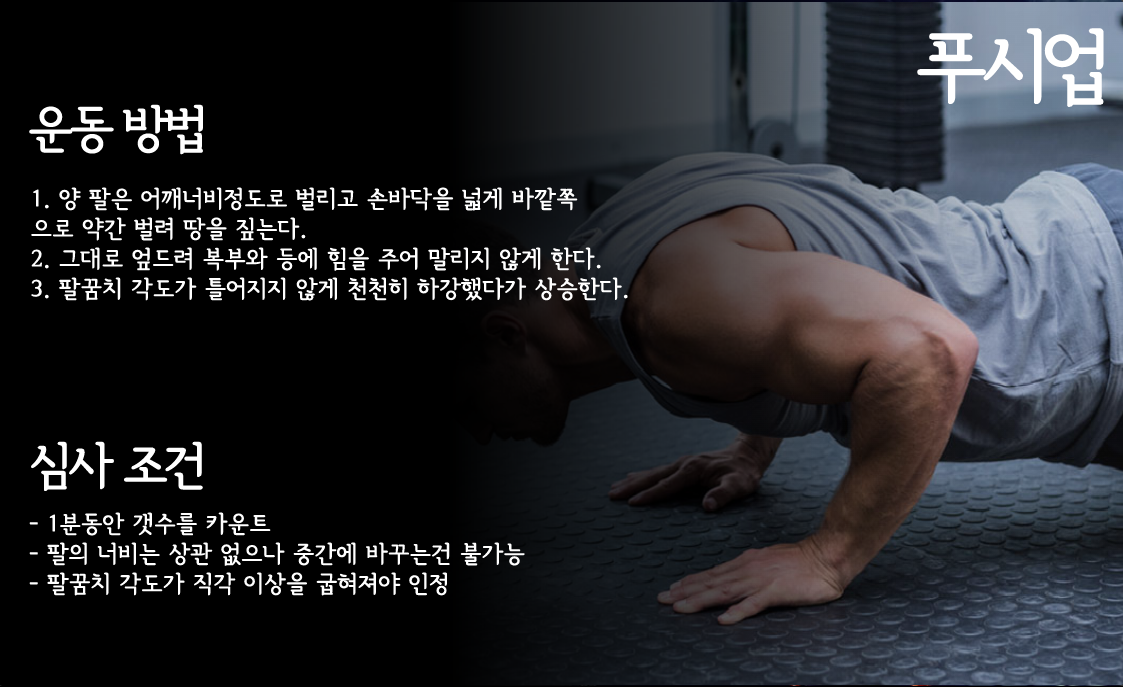 푸시업
운동 방법
1. 양 팔은 어깨너비정도로 벌리고 손바닥을 넓게 바깥쪽
으로 약간 벌려 땅을 짚는다.
2. 그대로 엎드려 복부와 등에 힘을 주어 말리지 않게 한다.
3. 팔꿈치 각도가 틀어지지 않게 천천히 하강했다가 상승한다.
심사 조건
- 1분동안 갯수를 카운트
- 팔의 너비는 상관 없으나 중간에 바꾸는건 불가능
- 팔꿈치 각도가 직각 이상을 굽혀져야 인정